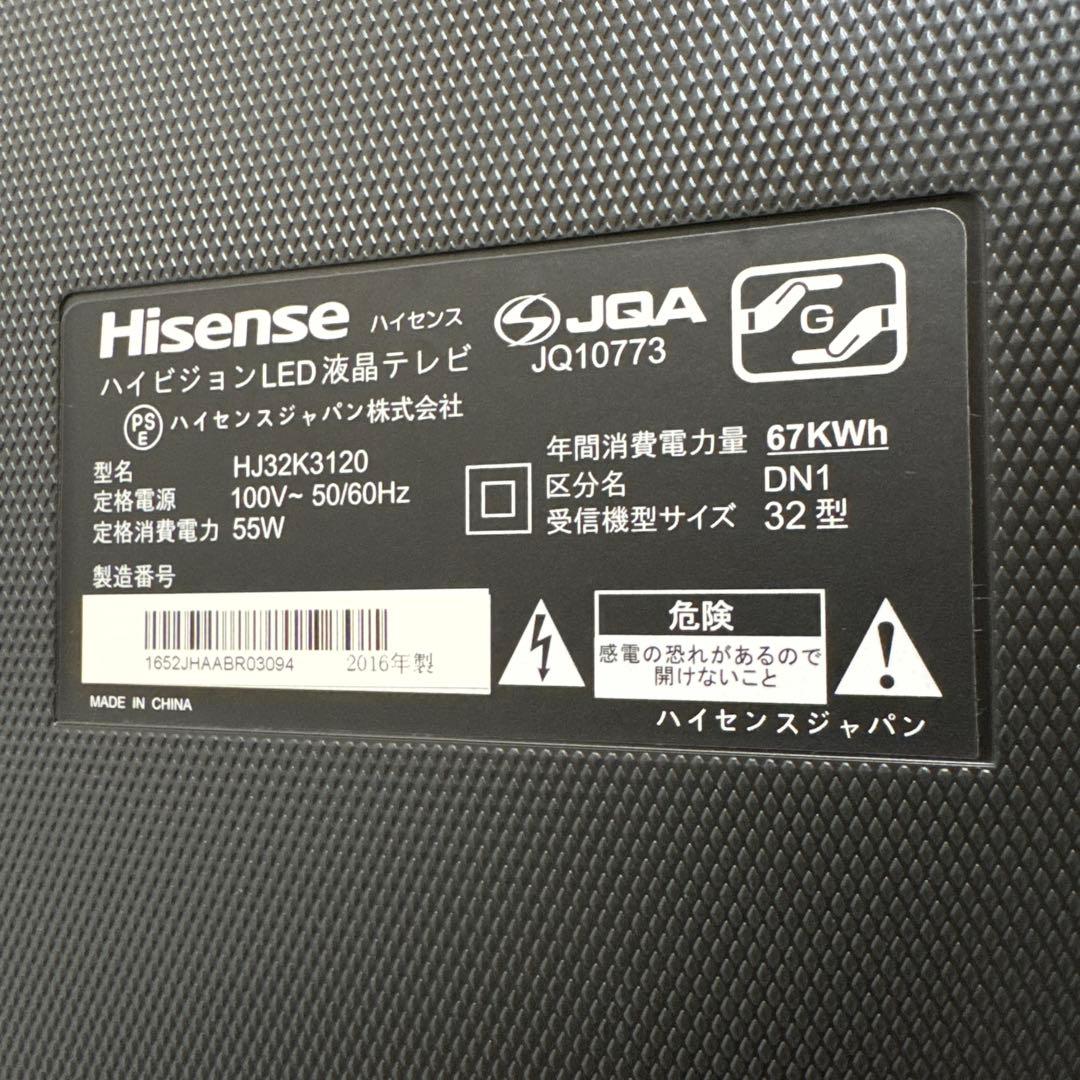 Hisense ハイセンス
ハイビジョンLED液晶テレビ
PSE ハイセンスジャパン株式会社
型名 HJ32K3120
定格電源 100V~ 50/60Hz
定格消費電力 55W
製造番号
1652JHAABR03094 2016年製
MADE IN CHINA
JQA
JQ10773
G
年間消費電力量 67KWh
区分名 DN1
受信機型サイズ 32型
危険
感電の恐れがあるので
開けないこと
ハイセンスジャパン